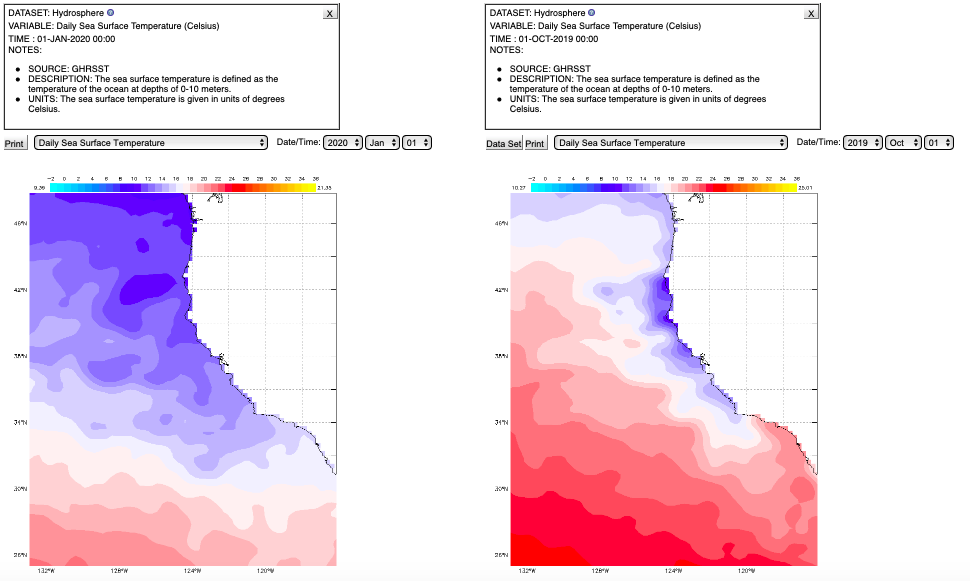 DATASET: Hydrosphere ?
X
VARIABLE: Daily Sea Surface Temperature (Celsius)
TIME : 01-JAN-2020 00:00
NOTES:
• SOURCE: GHRSST
• DESCRIPTION: The sea surface temperature is defined as the
temperature of the ocean at depths of 0-10 meters.
• UNITS: The sea surface temperature is given in units of degrees
Celsius.
Print Daily Sea Surface Temperature Date/Time: 2020 Jan 01
−2 0 2 4 6 8 10 12 14 16 18 20 22 24 26 28 30 32 34 36 38
9.39 21.35
46°N
42°N
38°N
34°N
30°N
26°N
132°W 128°W 124°W 120°W
DATASET: Hydrosphere ?
X
VARIABLE: Daily Sea Surface Temperature (Celsius)
TIME : 01-OCT-2019 00:00
NOTES:
• SOURCE: GHRSST
• DESCRIPTION: The sea surface temperature is defined as the
temperature of the ocean at depths of 0-10 meters.
• UNITS: The sea surface temperature is given in units of degrees
Celsius.
Data Set Print Daily Sea Surface Temperature Date/Time: 2019 Oct 01
−2 0 2 4 6 8 10 12 14 16 18 20 22 24 26 28 30 32 34 36 38
10.27 25.01
46°N
42°N
38°N
34°N
30°N
26°N
132°W 128°W 124°W 120°W